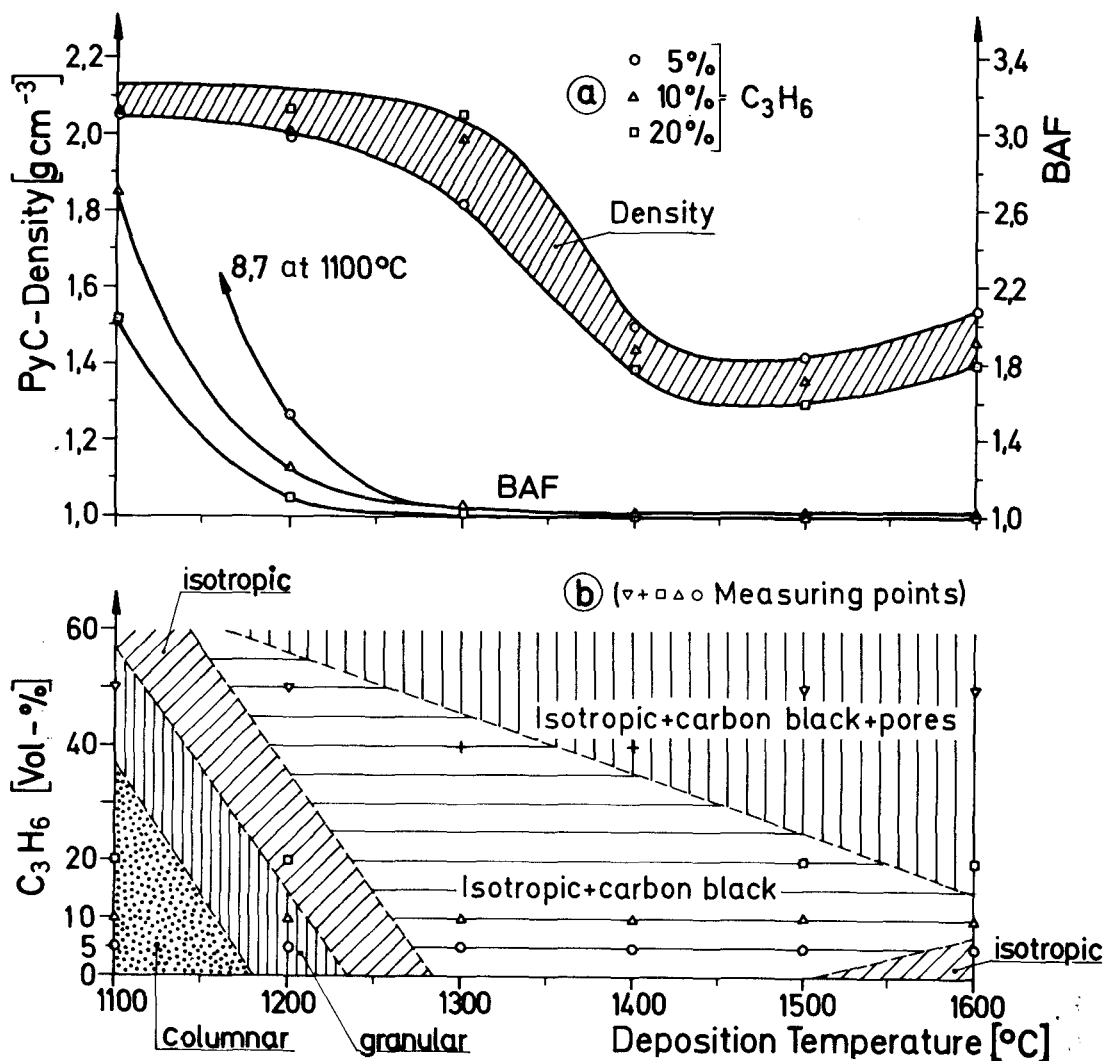 2,2
2,0
1,8
1,6
1,4
1,2
1,0
PyC-Density [gcm⁻³]
ⓐ
5%
10%
20%
C₃H₆
3,4
3,0
2,6
2,2
1,8
1,4
1,0
BAF
Density
8,7 at 1100°C
BAF
isotropic
ⓑ (▿+□△○ Measuring points)
60
40
20
10
5
0
C₃H₆ [Vol-%]
Isotropic+carbon black+pores
Isotropic+carbon black
isotropic
1100
1200
1300
1400
1500
1600
Columnar
granular
Deposition Temperature [°C]